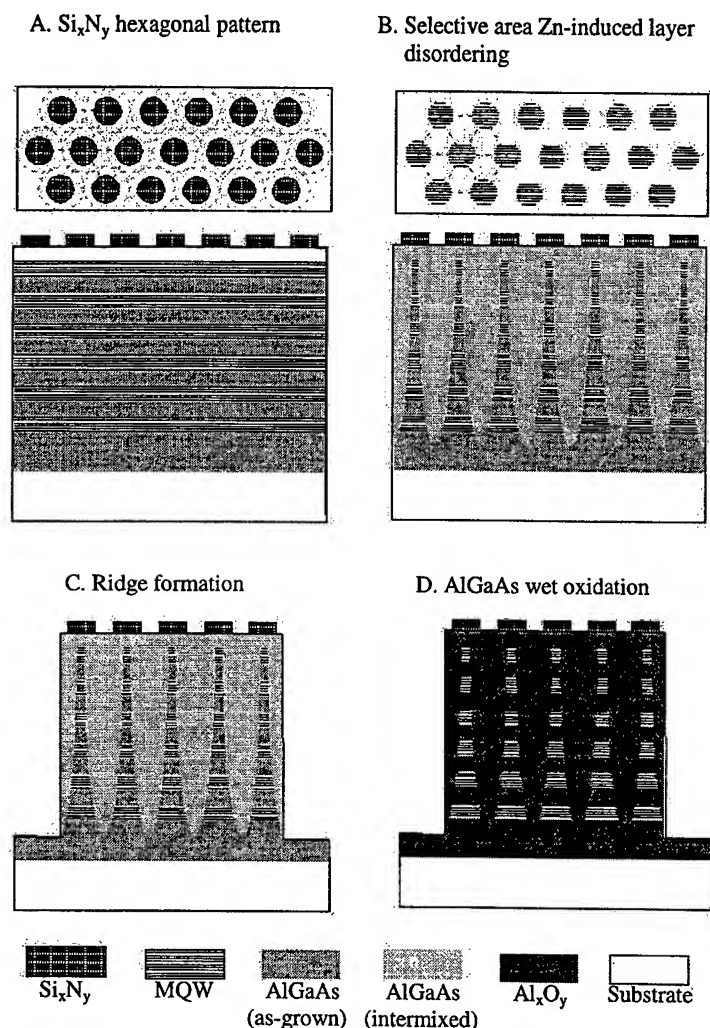 A. SixNy hexagonal pattern
B. Selective area Zn-induced layer
disordering
C. Ridge formation
D. AlGaAs wet oxidation
SixNy
MQW
AlGaAs
(as-grown)
AlGaAs
(intermixed)
AlxOy
Substrate